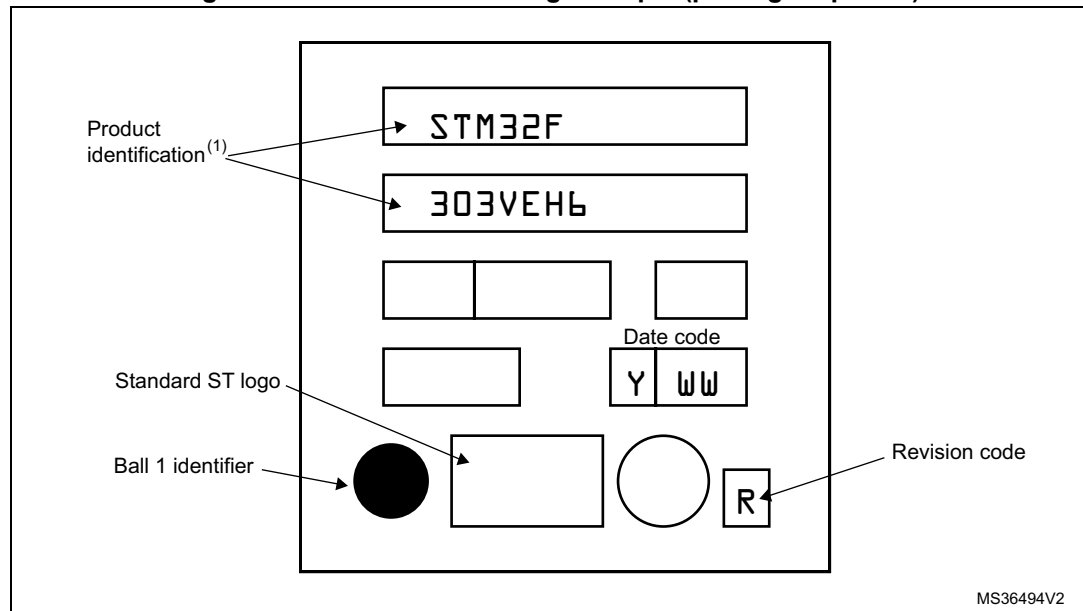 Product
identification(1)
STM32F
303VEH6
Date code
Y WW
Standard ST logo
Ball 1 identifier
Revision code
R
MS36494V2